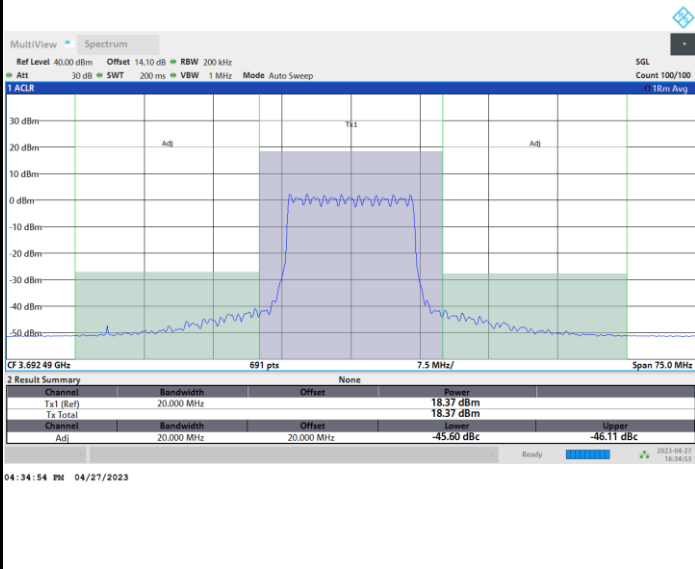 MultiView Spectrum
Ref Level 40.00 dBm Offset 14.10 dB RBW 200 kHz SGL
Att 30 dB SWT 200 ms VBW 1 MHz Mode Auto Sweep Count 100/100
1 ACLR 1Rm Avg
Tx1
Adj Adj
30 dBm
20 dBm
10 dBm
0 dBm
-10 dBm
-20 dBm
-30 dBm
-40 dBm
-50 dBm
CF 3.692 49 GHz 691 pts 7.5 MHz/ Span 75.0 MHz
2 Result Summary None
Channel Bandwidth Offset Power
Tx1 (Ref) 20.000 MHz 18.37 dBm
Tx Total 18.37 dBm
Channel Bandwidth Offset Lower Upper
Adj 20.000 MHz 20.000 MHz -45.60 dBc -46.11 dBc
Ready 2023-04-27
16:34:53
04:34:54 PM 04/27/2023